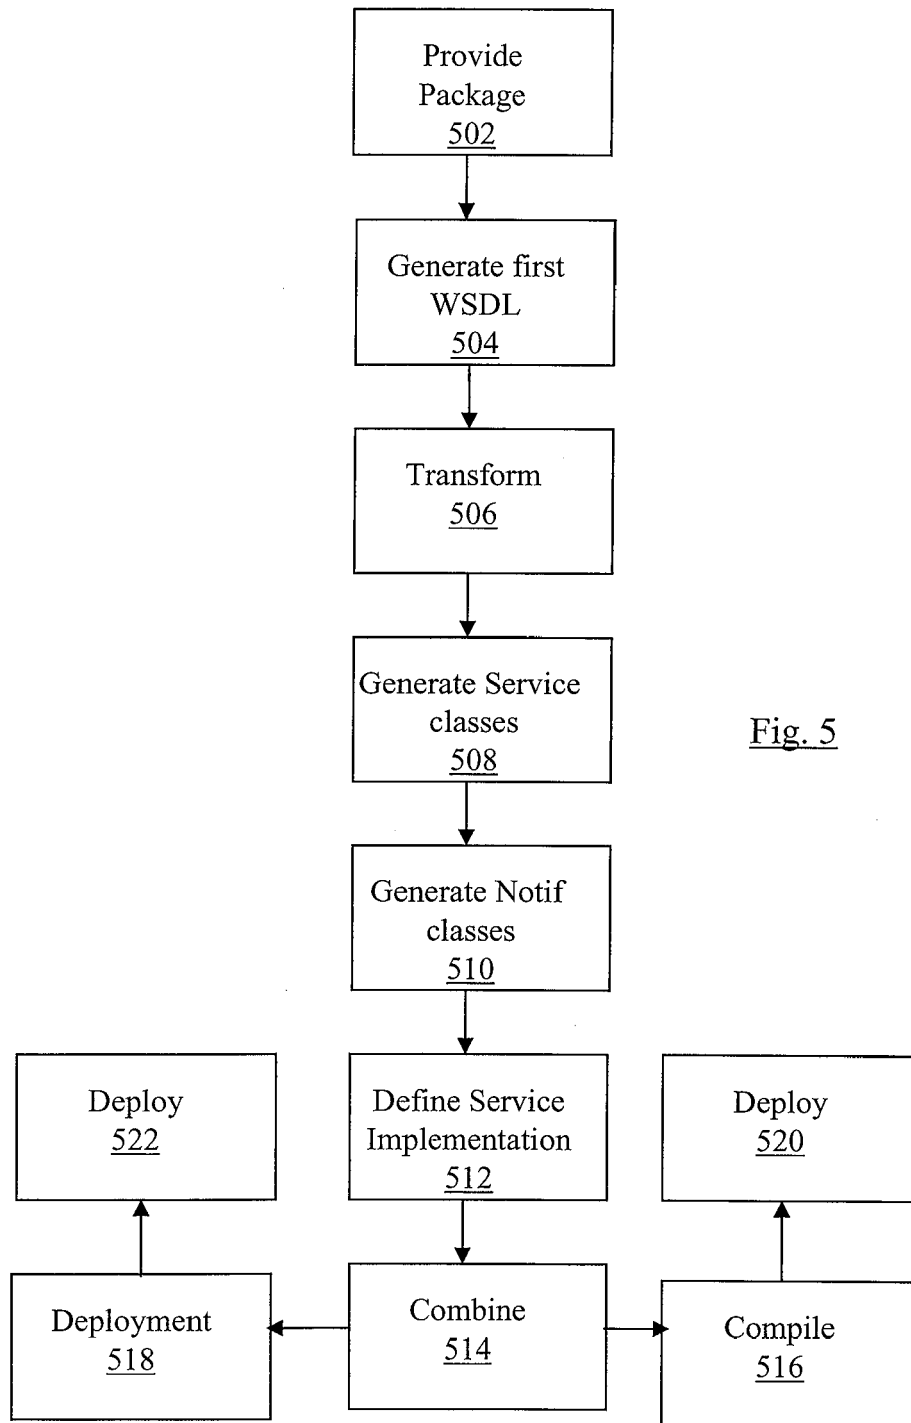 Provide
Package
502
Generate first
WSDL
504
Transform
506
Generate Service
classes
508
Fig. 5
Generate Notif
classes
510
Define Service
Implementation
512
Deploy
522
Deploy
520
Deployment
518
Combine
514
Compile
516